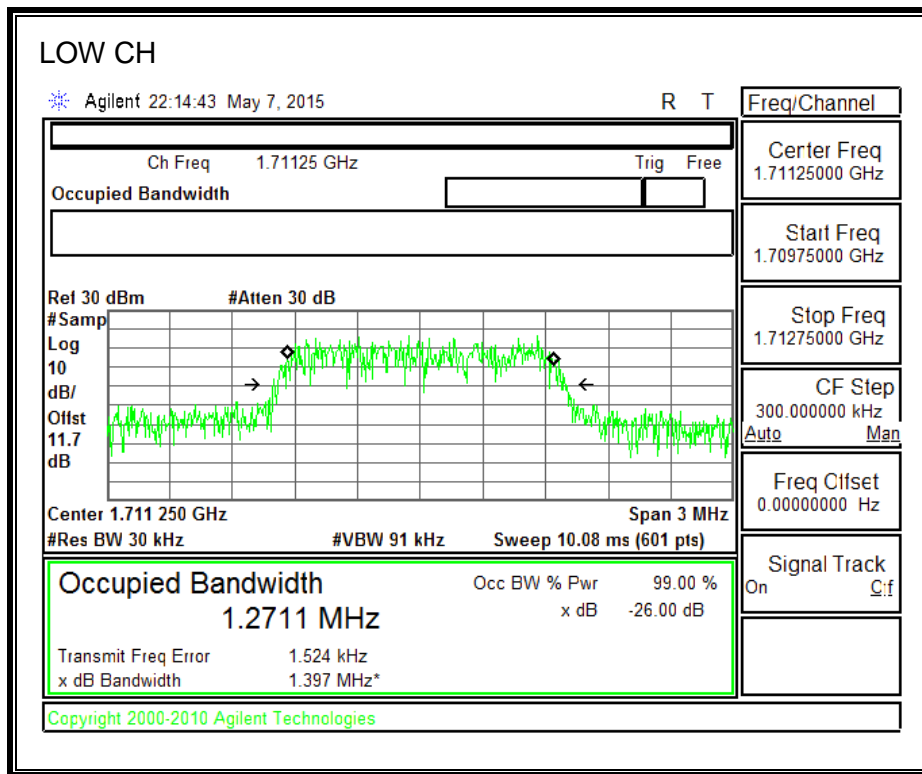 LOW CH
Agilent 22:14:43 May 7, 2015 R T
Freq/Channel
Ch Freq 1.71125 GHz Trig Free
Occupied Bandwidth
Center Freq
1.71125000 GHz
Start Freq
1.70975000 GHz
Stop Freq
1.71275000 GHz
CF Step
300.000000 kHz
Auto Man
Freq Offset
0.00000000 Hz
Signal Track
On Off
Ref 30 dBm #Atten 30 dB
#Samp
Log
10
dB/
Offst
11.7
dB
Center 1.711 250 GHz Span 3 MHz
#Res BW 30 kHz #VBW 91 kHz Sweep 10.08 ms (601 pts)
Occupied Bandwidth Occ BW % Pwr 99.00 %
1.2711 MHz x dB -26.00 dB
Transmit Freq Error 1.524 kHz
x dB Bandwidth 1.397 MHz*
Copyright 2000-2010 Agilent Technologies